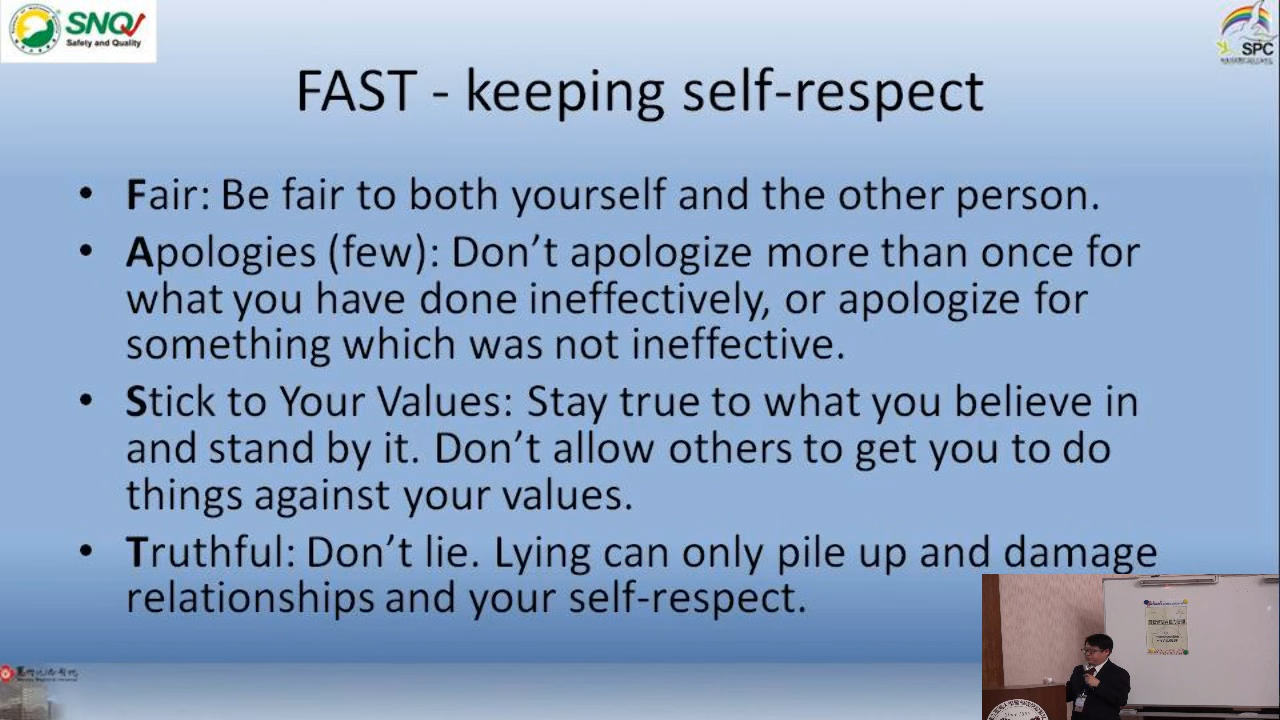 SNQ
Safety and Quality
SPC
FAST - keeping self-respect
• Fair: Be fair to both yourself and the other person.
• Apologies (few): Don’t apologize more than once for
what you have done ineffectively, or apologize for
something which was not ineffective.
• Stick to Your Values: Stay true to what you believe in
and stand by it. Don’t allow others to get you to do
things against your values.
• Truthful: Don’t lie. Lying can only pile up and damage
relationships and your self-respect.